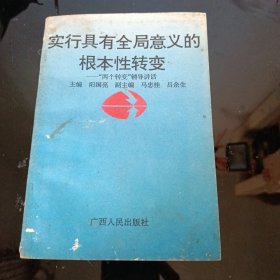 实行具有全局意义的
根本性转变
——“两个转变”辅导讲话
主编 阳国亮 副主编 马忠雄 吕余生
广西人民出版社